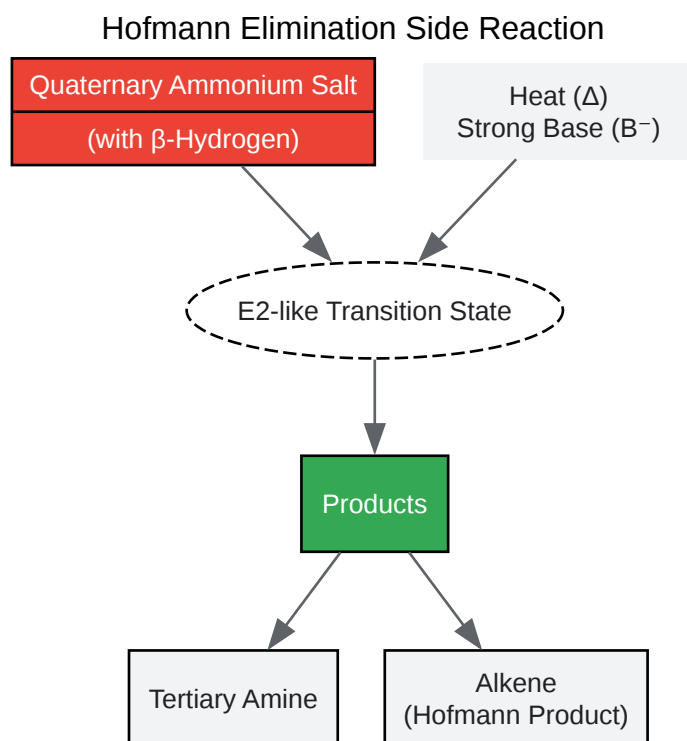 Hofmann Elimination Side Reaction
Quaternary Ammonium Salt
(with β-Hydrogen)
Heat (Δ)
Strong Base (B⁻)
E2-like Transition State
Products
Tertiary Amine
Alkene
(Hofmann Product)